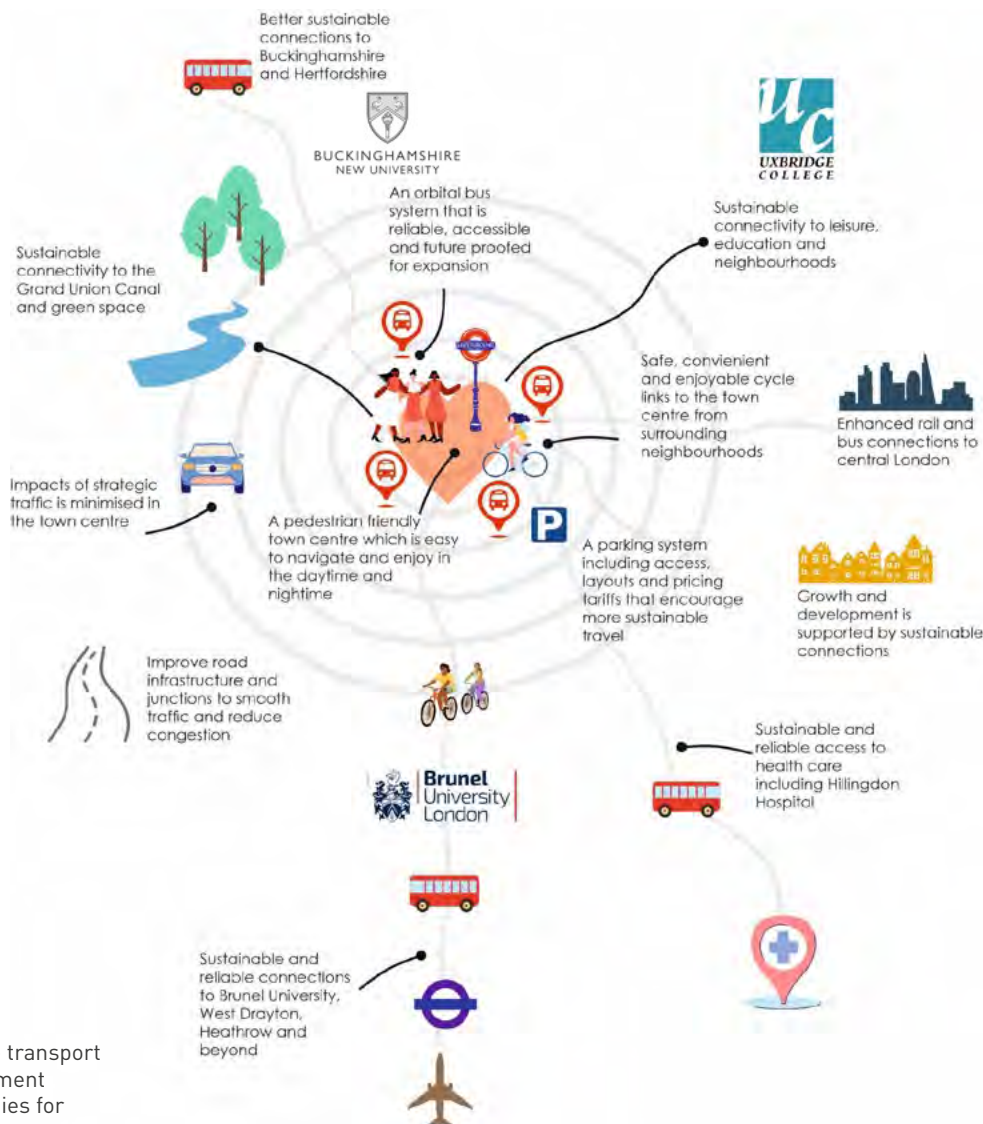 Better sustainable
connections to
Buckinghamshire
and Hertfordshire
BUCKINGHAMSHIRE
NEW UNIVERSITY
uc
UXBRIDGE
COLLEGE
An orbital bus
system that is
reliable, accessible
and future proofed
for expansion
Sustainable
connectivity to leisure,
education and
neighbourhoods
Sustainable
connectivity to the
Grand Union Canal
and green space
UNDERGROUND
Safe, convienient
and enjoyable cycle
links to the town
centre from
surrounding
neighbourhoods
Enhanced rail and
bus connections to
central London
Impacts of strategic
traffic is minimised in
the town centre
A pedestrian friendly
town centre which is easy
to navigate and enjoy in
the daytime and
nightime
P
A parking system
including access,
layouts and pricing
tariffs that encourage
more sustainable
travel
Growth and
development is
supported by sustainable
connections
Improve road
infrastructure and
junctions to smooth
traffic and reduce
congestion
Brunel
University
London
Sustainable and
reliable access to
health care
including Hillingdon
Hospital
Sustainable and
reliable connections
to Brunel University,
West Drayton,
Heathrow and
beyond
transport
ment
ies for